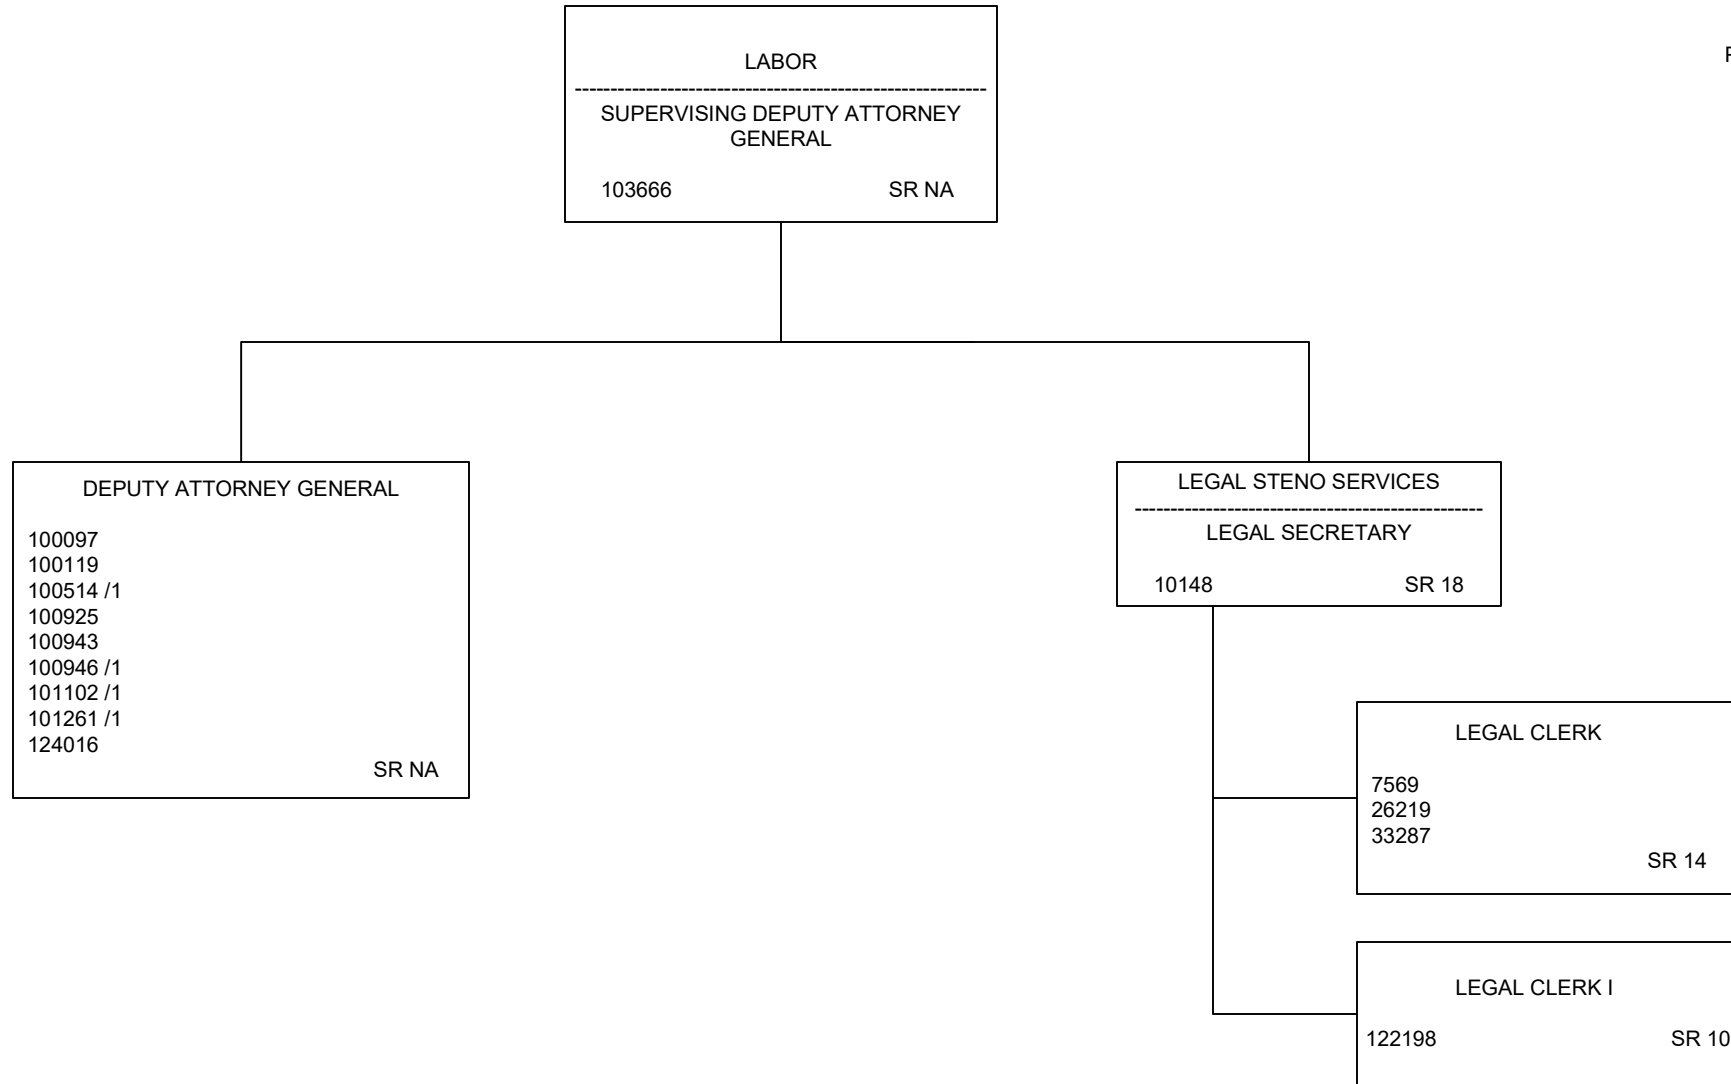 LABOR
----------------------------------------------------------
SUPERVISING DEPUTY ATTORNEY
GENERAL
103666 SR NA
DEPUTY ATTORNEY GENERAL
100097
100119
100514 /1
100925
100943
100946 /1
101102 /1
101261 /1
124016
SR NA
LEGAL STENO SERVICES
-------------------------------------------------
LEGAL SECRETARY
10148 SR 18
LEGAL CLERK
7569
26219
33287
SR 14
LEGAL CLERK I
122198 SR 10